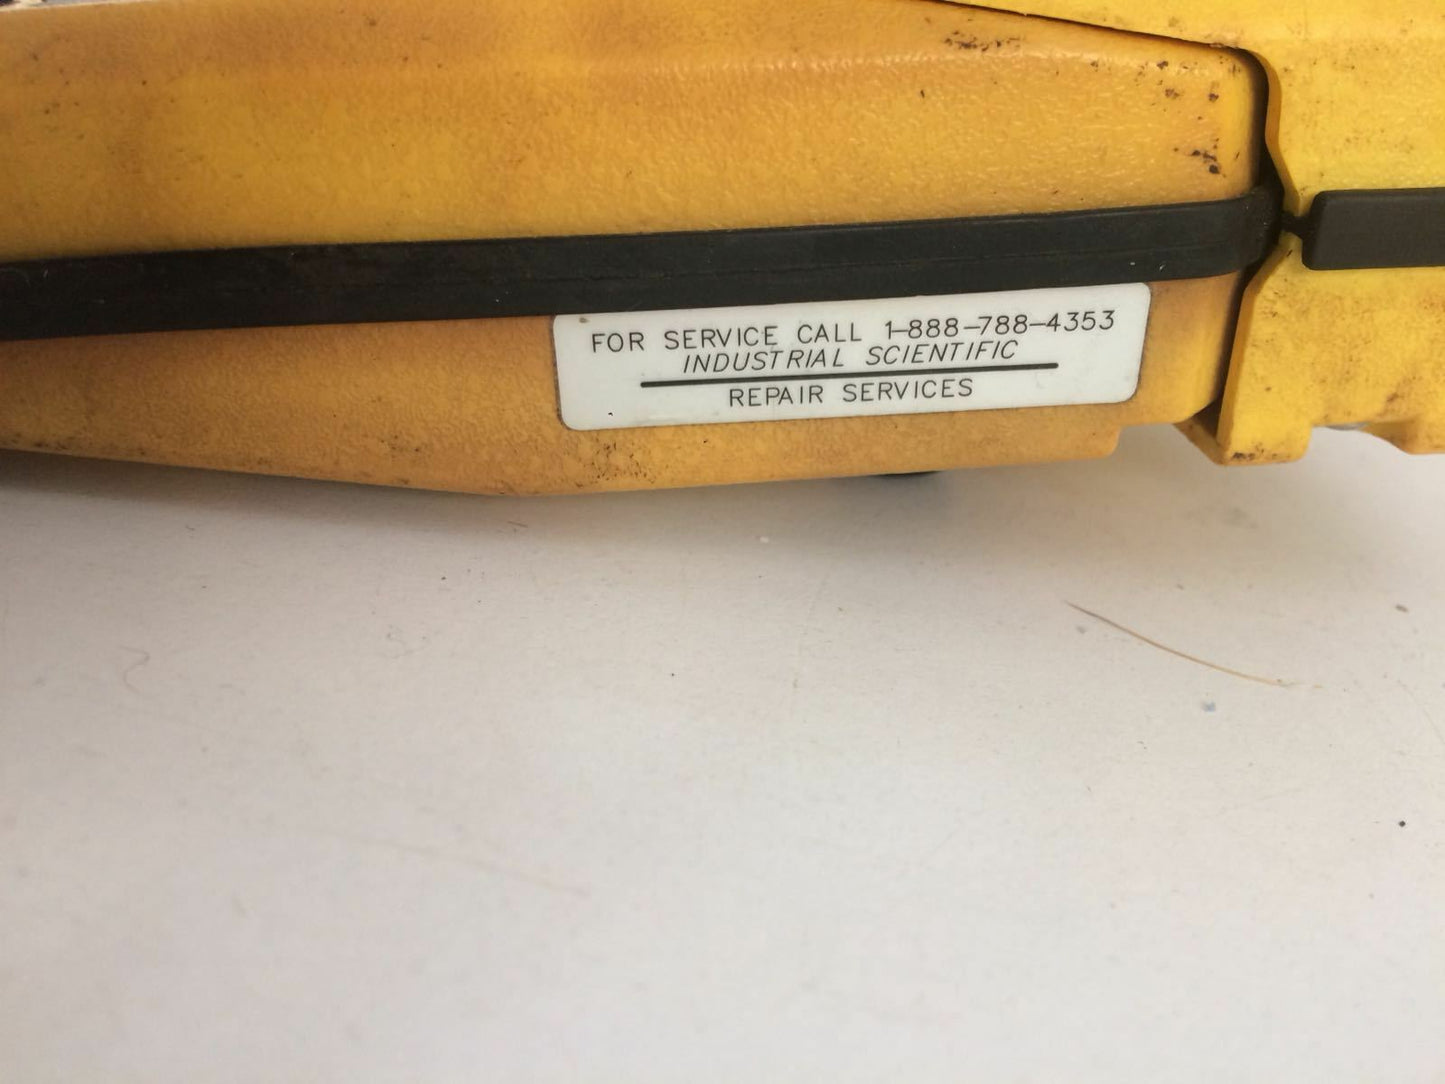 FOR SERVICE CALL 1-888-788-4353
INDUSTRIAL SCIENTIFIC
REPAIR SERVICES